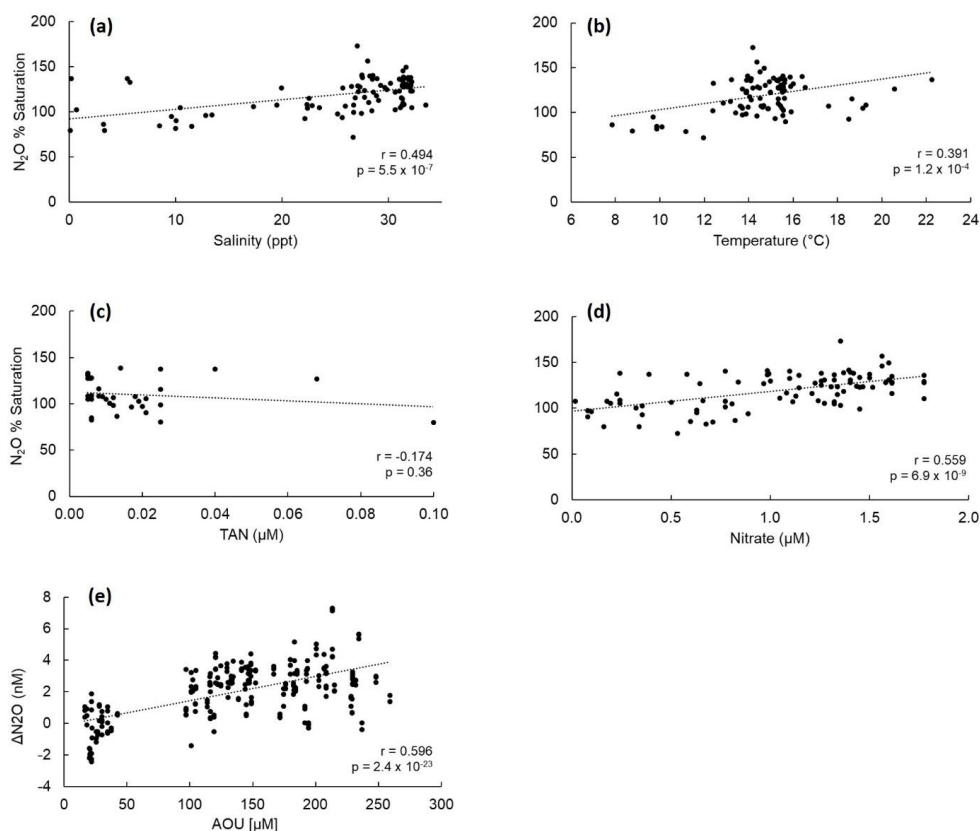 (a)
N₂O % Saturation
200
150
100
50
0
0 10 20 30
Salinity (ppt)
r = 0.494
p = 5.5 x 10⁻⁷
(b)
200
150
100
50
0
6 8 10 12 14 16 18 20 22 24
Temperature (°C)
r = 0.391
p = 1.2 x 10⁻⁴
(c)
N₂O % Saturation
200
150
100
50
0
0.00 0.02 0.04 0.06 0.08 0.10
TAN (µM)
r = -0.174
p = 0.36
(d)
200
150
100
50
0
0.0 0.5 1.0 1.5 2.0
Nitrate (µM)
r = 0.559
p = 6.9 x 10⁻⁹
(e)
ΔN2O (nM)
8
6
4
2
0
-2
-4
0 50 100 150 200 250 300
AOU [µM]
r = 0.596
p = 2.4 x 10⁻²³